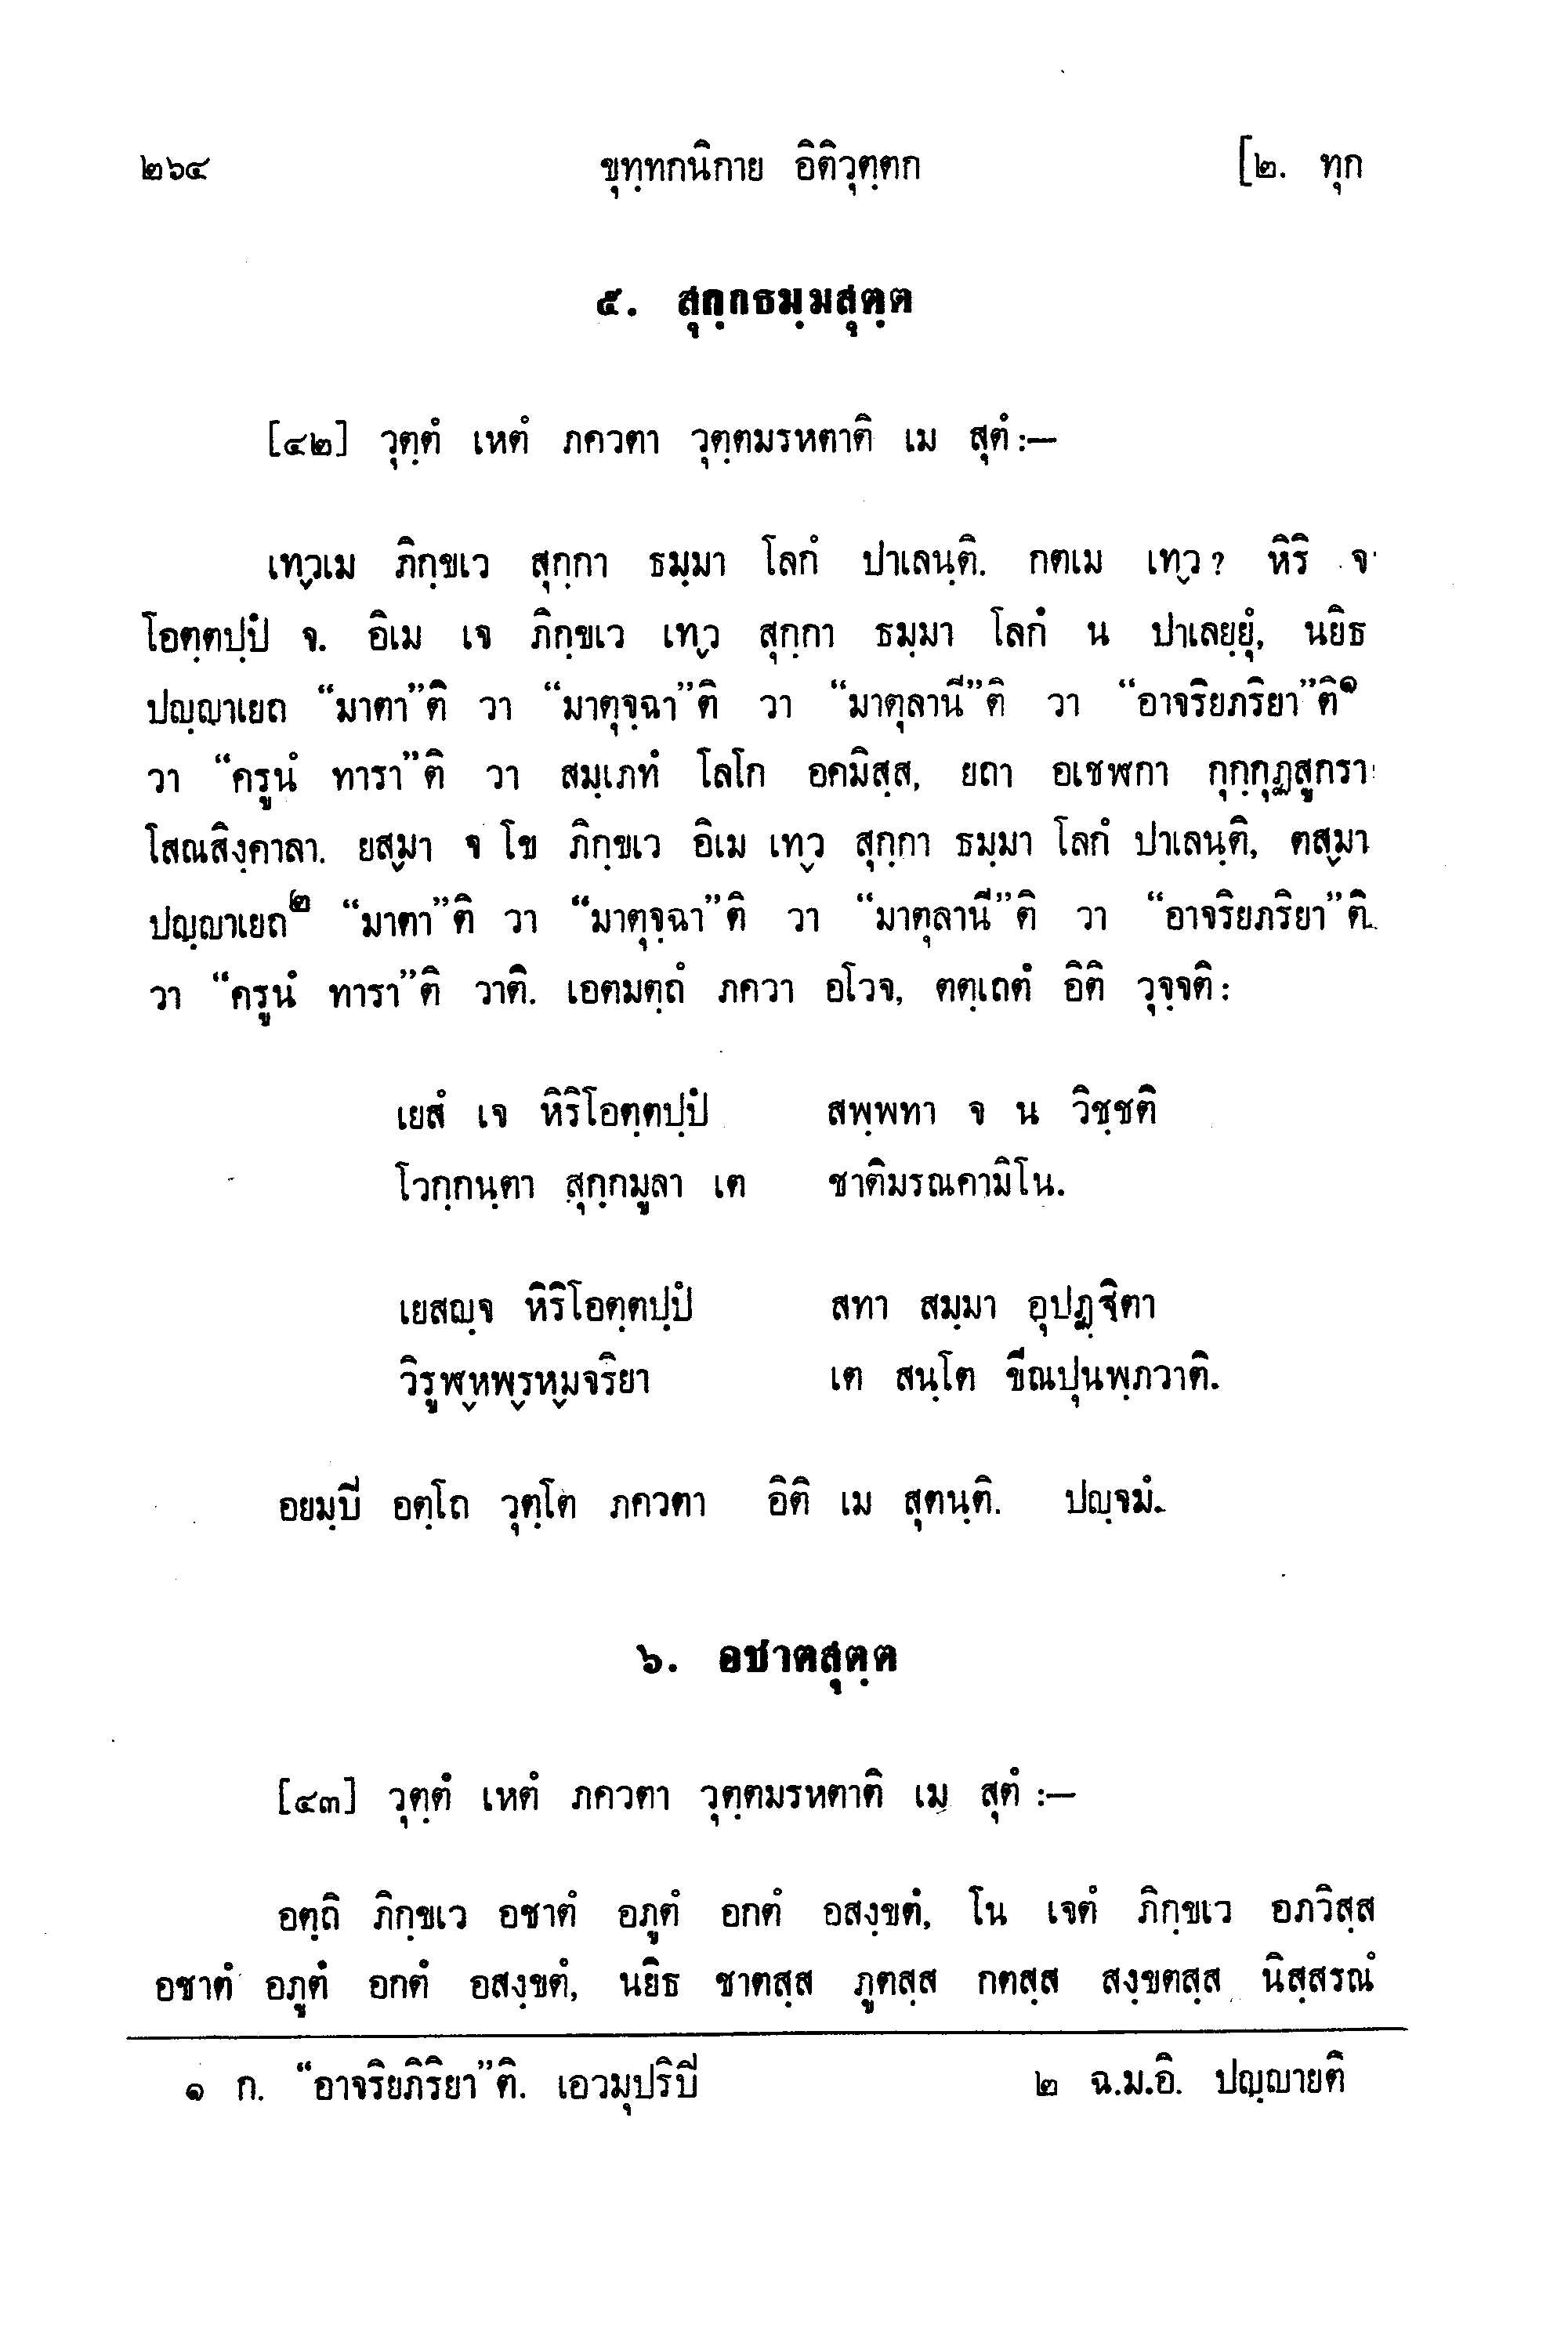 ๒๖๔ ขุทฺทกนิกาย อิติวุตฺตก [๒. ทุก
๕. สุกฺกธมฺมสุตฺต
[๔๒] วุตฺตํ เหตํ ภควตา วุตฺตมรหตาติ เม สุตํ :—
เทฺวเม ภิกฺขเว สุกฺกา ธมฺมา โลกํ ปาเลนฺติ. กตเม เทฺว ? หิริ จ
โอตฺตปฺปํ จ. อิเม เจ ภิกฺขเว เทฺว สุกฺกา ธมฺมา โลกํ น ปาเลยฺยุํ, นยิธ
ปญฺญาเยถ “มาตา”ติ วา “มาตุจฺฉา”ติ วา “มาตุลานี”ติ วา “อาจริยภริยา”ติ๑
วา “ครูนํ ทารา”ติ วา สมฺเภทํ โลโก อคมิสฺส, ยถา อเชฬกา กุกฺกุฏสูกรา
โสณสิงฺคาลา. ยสฺมา จ โข ภิกฺขเว อิเม เทฺว สุกฺกา ธมฺมา โลกํ ปาเลนฺติ, ตสฺมา
ปญฺญาเยถ๒ “มาตา”ติ วา “มาตุจฺฉา”ติ วา “มาตุลานี”ติ วา “อาจริยภริยา”ติ
วา “ครูนํ ทารา”ติ วาติ. เอตมตฺถํ ภควา อโวจ, ตตฺเถตํ อิติ วุจฺจติ :
เยสํ เจ หิริโอตฺตปฺปํ สพฺพทา จ น วิชฺชติ
โวกฺกนฺตา สุกฺกมูลา เต ชาติมรณคามิโน.
เยสญฺจ หิริโอตฺตปฺปํ สทา สมฺมา อุปฏฺฐิตา
วิรูฬฺหพฺรหฺมจริยา เต สนฺโต ขีณปุนพฺภวาติ.
อยมฺปี อตฺโถ วุตฺโต ภควตา อิติ เม สุตนฺติ. ปญฺจมํ.
๖. อชาตสุตฺต
[๔๓] วุตฺตํ เหตํ ภควตา วุตฺตมรหตาติ เม สุตํ :—
อตฺถิ ภิกฺขเว อชาตํ อภูตํ อกตํ อสงฺขตํ, โน เจตํ ภิกฺขเว อภวิสฺส
อชาตํ อภูตํ อกตํ อสงฺขตํ, นยิธ ชาตสฺส ภูตสฺส กตสฺส สงฺขตสฺส นิสฺสรณํ
๑ ก. “อาจริยภิริยา”ติ. เอวมุปริปี ๒ ฉ.ม.อิ. ปญฺญายติ